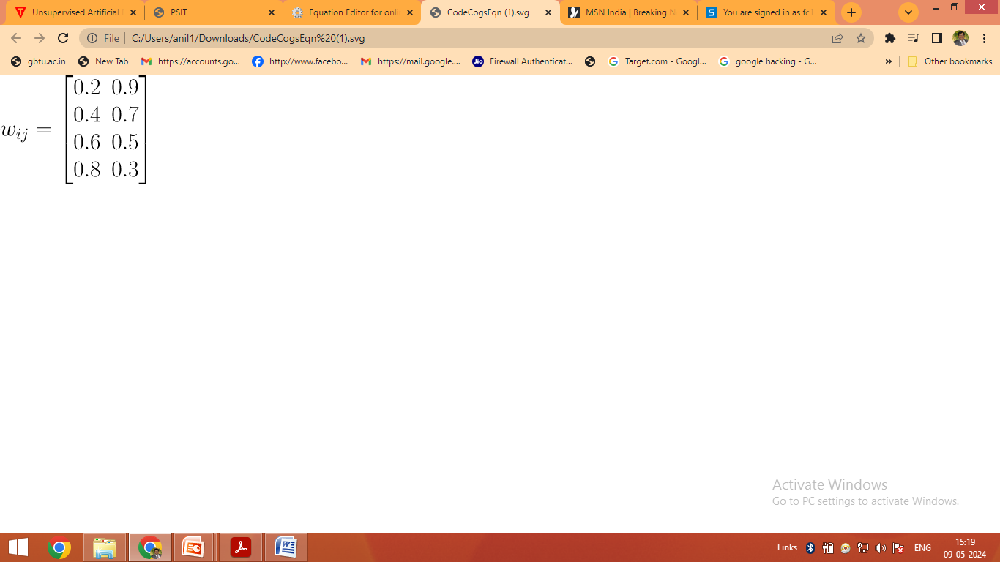 Unsupervised Artificial
PSIT
Equation Editor for onli
CodeCogsEqn (1).svg
MSN India | Breaking N
You are signed in as fc1
File
C:/Users/anil1/Downloads/CodeCogsEqn%20(1).svg
gbtu.ac.in
New Tab
https://accounts.go...
http://www.facebo...
https://mail.google....
Jio
Firewall Authenticat...
Target.com - Googl...
google hacking - G...
»
Other bookmarks
w_{ij} =
0.2 0.9
0.4 0.7
0.6 0.5
0.8 0.3
Activate Windows
Go to PC settings to activate Windows.
Links
ENG
15:19
09-05-2024